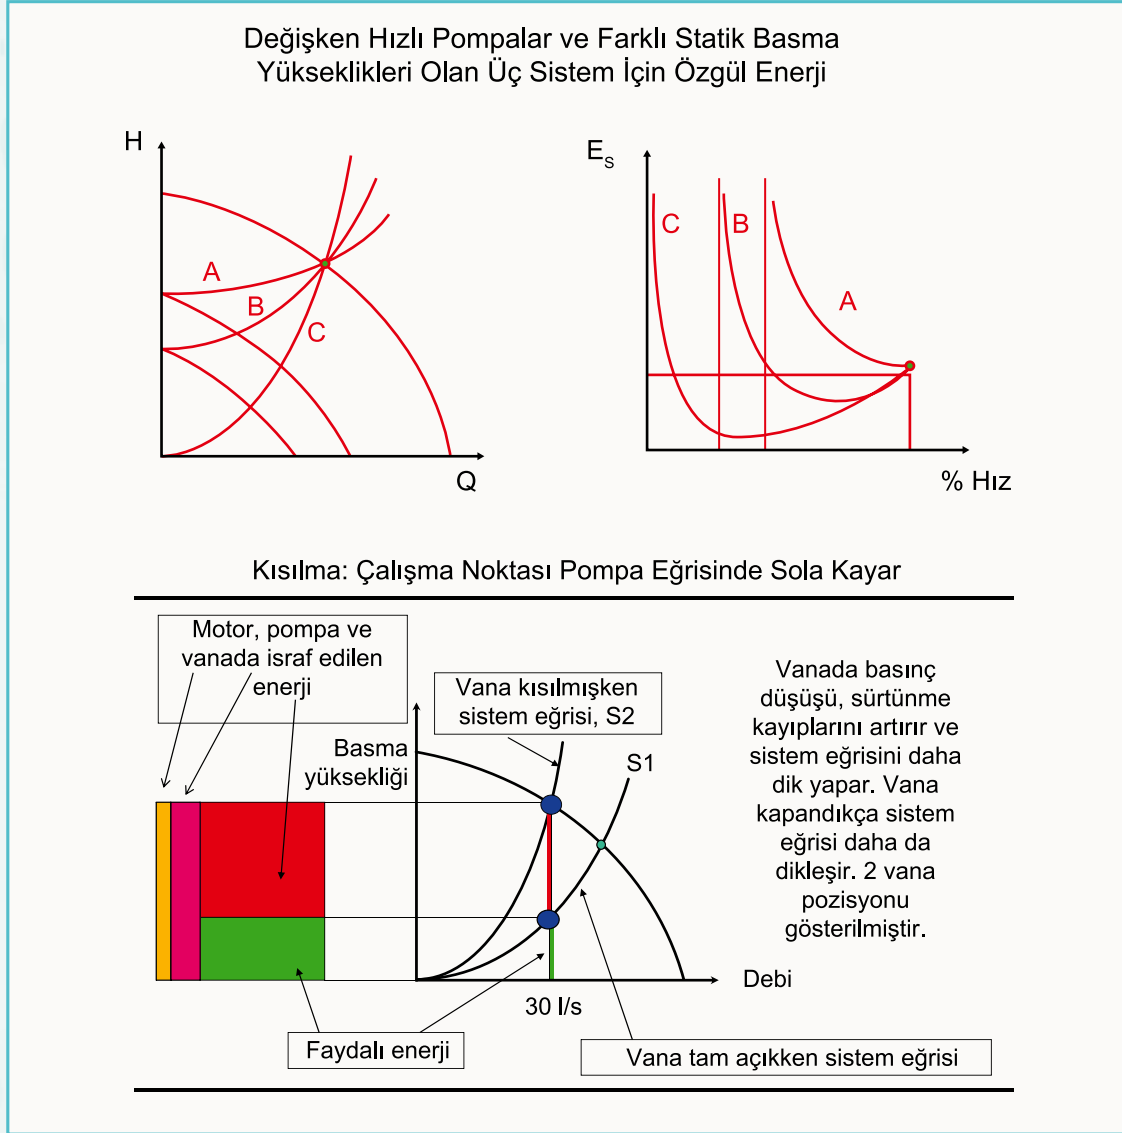 Değişken Hızlı Pompalar ve Farklı Statik Basma
Yükseklikleri Olan Üç Sistem İçin Özgül Enerji
H
A
B
C
Q
E_S
C
B
A
% Hız
Kısılma: Çalışma Noktası Pompa Eğrisinde Sola Kayar
Motor, pompa ve
vanada israf edilen
enerji
Vana kısılmışken
sistem eğrisi, S2
Basma
yüksekliği
S1
Debi
30 l/s
Faydalı enerji
Vana tam açıkken sistem eğrisi
Vanada basınç
düşüşü, sürtünme
kayıplarını artırır ve
sistem eğrisini daha
dik yapar. Vana
kapandıkça sistem
eğrisi daha da
dikleşir. 2 vana
pozisyonu
gösterilmiştir.